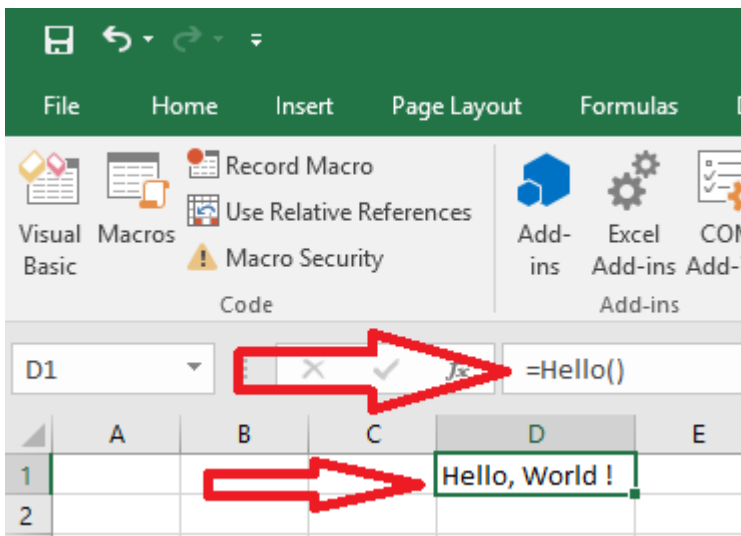 File Home Insert Page Layout Formulas
Record Macro
Use Relative References
Macro Security
Visual Basic
Macros
Code
Add-ins
Excel Add-ins
Add-ins
D1
fx
=Hello()
A B C D E
1
Hello, World !
2